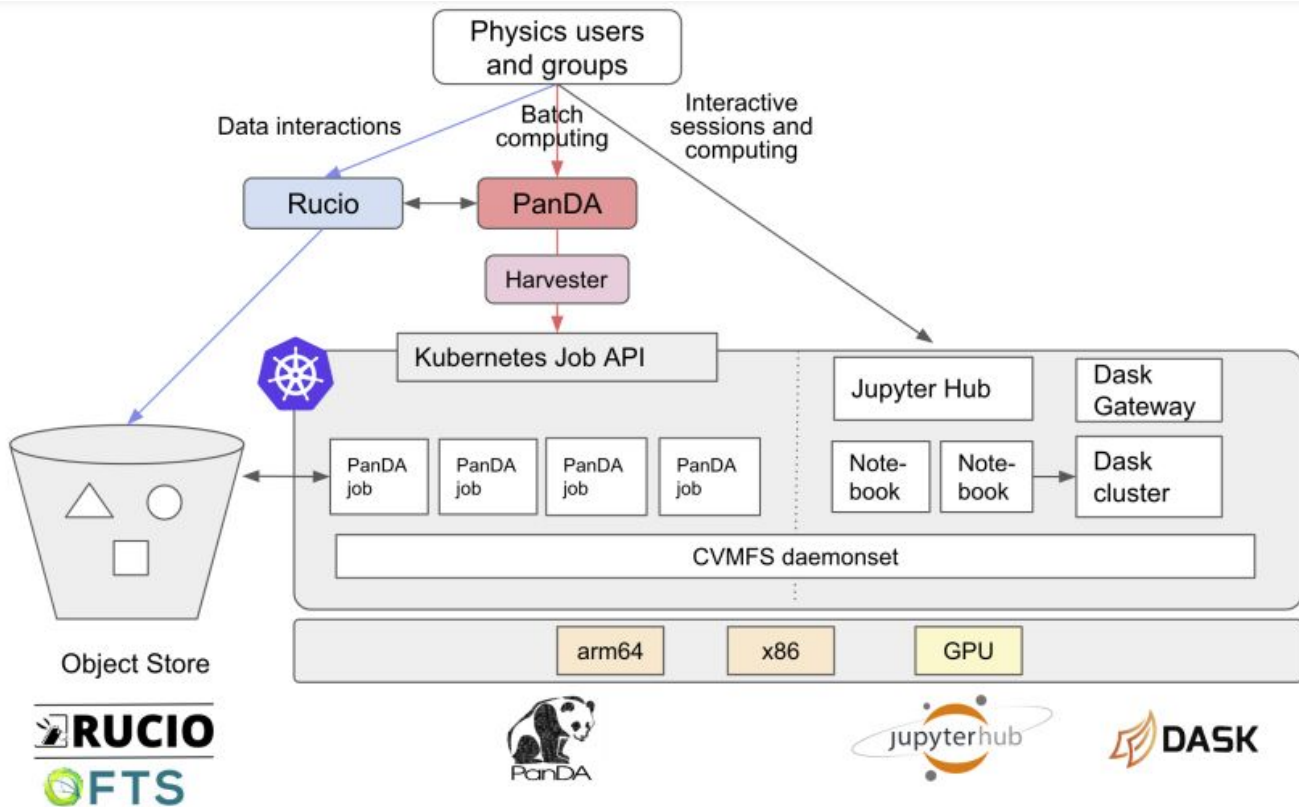 Physics users
and groups
Data interactions
Batch
computing
Interactive
sessions and
computing
Rucio
PanDA
Harvester
Kubernetes Job API
Jupyter Hub
Dask
Gateway
PanDA
job
PanDA
job
PanDA
job
PanDA
job
Note-
book
Note-
book
Dask
cluster
CVMFS daemonset
arm64
x86
GPU
Object Store
RUCIO
FTS
PanDA
jupyterhub
DASK